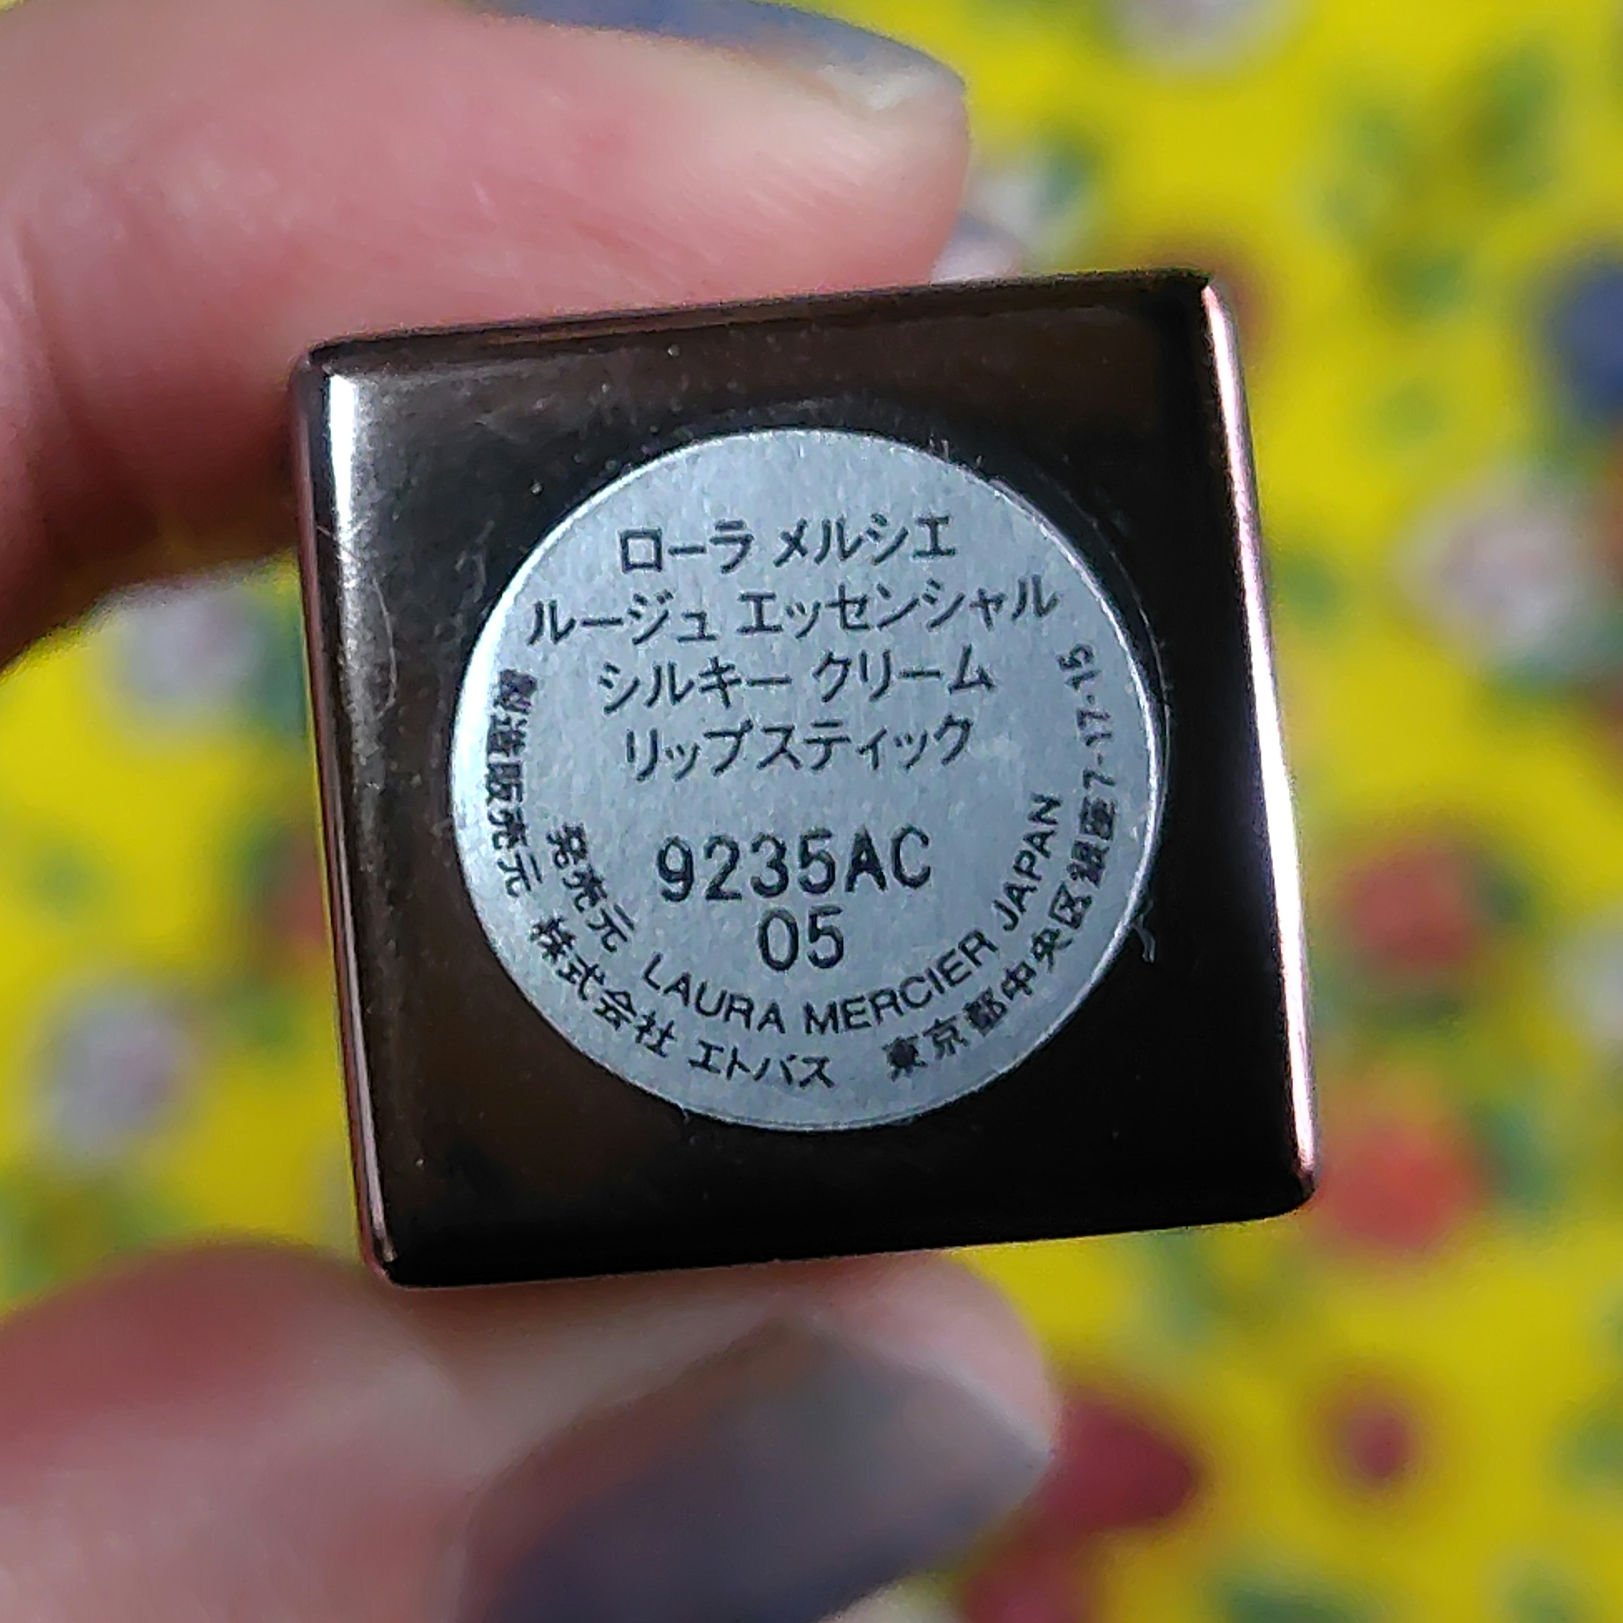 ローラ メルシエ
ルージュ エッセンシャル
シルキー クリーム
リップスティック
9235AC
05
発売元 LAURA MERCIER JAPAN
製造販売元 株式会社 エトバス 東京都中央区銀座7-17-15